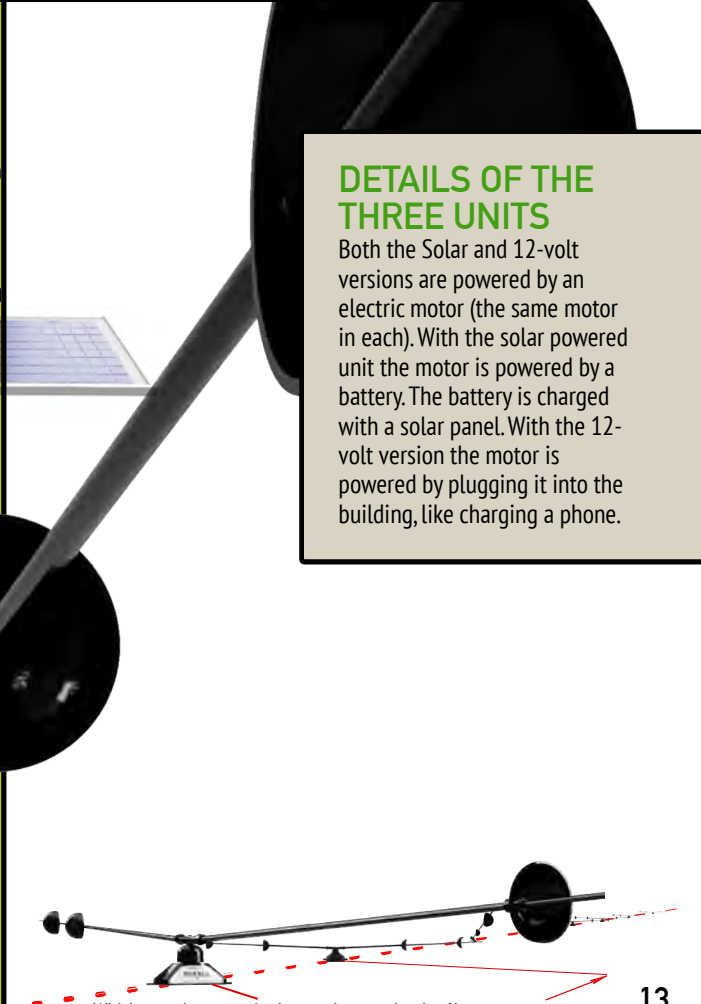 DETAILS OF THE
THREE UNITS
Both the Solar and 12-volt
versions are powered by an
electric motor (the same motor
in each). With the solar powered
unit the motor is powered by a
battery. The battery is charged
with a solar panel. With the 12-
volt version the motor is
powered by plugging it into the
building, like charging a phone.
13